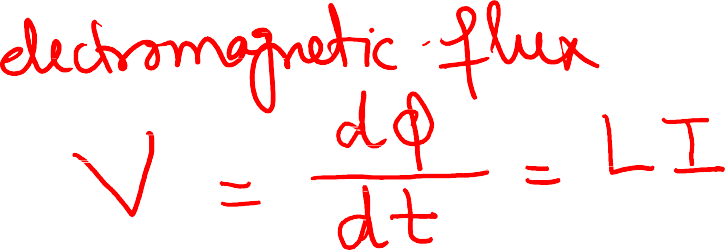 electromagnetic flux
V = dϕ/dt = LI